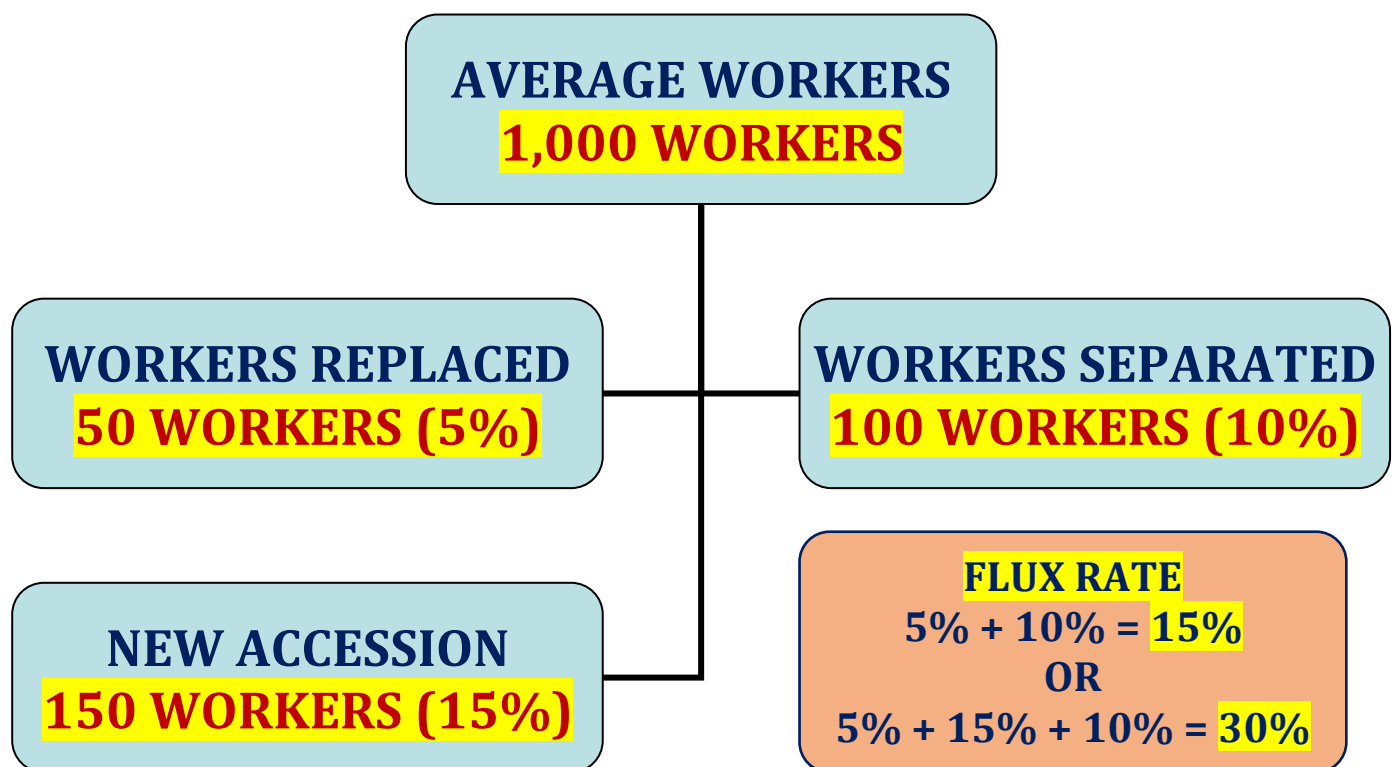 AVERAGE WORKERS
1,000 WORKERS
WORKERS REPLACED
50 WORKERS (5%)
WORKERS SEPARATED
100 WORKERS (10%)
NEW ACCESSION
150 WORKERS (15%)
FLUX RATE
5% + 10% = 15%
OR
5% + 15% + 10% = 30%